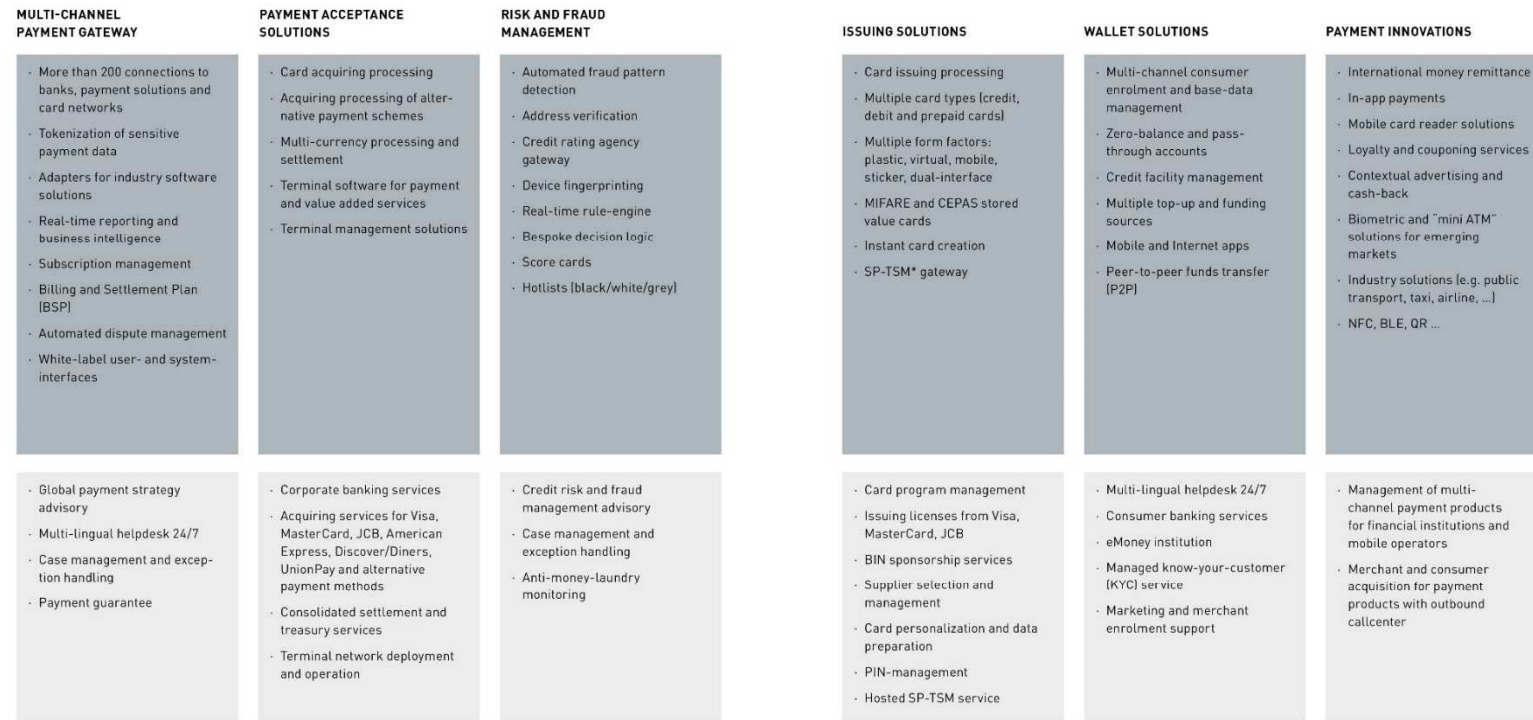 MULTI-CHANNEL
PAYMENT GATEWAY
· More than 200 connections to
banks, payment solutions and
card networks
· Tokenization of sensitive
payment data
· Adapters for industry software
solutions
· Real-time reporting and
business intelligence
· Subscription management
· Billing and Settlement Plan
(BSP)
· Automated dispute management
· White-label user- and system-
interfaces
· Global payment strategy
advisory
· Multi-lingual helpdesk 24/7
· Case management and excep-
tion handling
· Payment guarantee
PAYMENT ACCEPTANCE
SOLUTIONS
· Card acquiring processing
· Acquiring processing of alter-
native payment schemes
· Multi-currency processing and
settlement
· Terminal software for payment
and value added services
· Terminal management solutions
· Corporate banking services
· Acquiring services for Visa,
MasterCard, JCB, American
Express, Discover/Diners,
UnionPay and alternative
payment methods
· Consolidated settlement and
treasury services
· Terminal network deployment
and operation
RISK AND FRAUD
MANAGEMENT
· Automated fraud pattern
detection
· Address verification
· Credit rating agency
gateway
· Device fingerprinting
· Real-time rule-engine
· Bespoke decision logic
· Score cards
· Hotlists (black/white/grey)
· Credit risk and fraud
management advisory
· Case management and
exception handling
· Anti-money-laundry
monitoring
ISSUING SOLUTIONS
· Card issuing processing
· Multiple card types (credit,
debit and prepaid cards)
· Multiple form factors:
plastic, virtual, mobile,
sticker, dual-interface
· MIFARE and CEPAS stored
value cards
· Instant card creation
· SP-TSM* gateway
· Card program management
· Issuing licenses from Visa,
MasterCard, JCB
· BIN sponsorship services
· Supplier selection and
management
· Card personalization and data
preparation
· PIN-management
· Hosted SP-TSM service
WALLET SOLUTIONS
· Multi-channel consumer
enrolment and base-data
management
· Zero-balance and pass-
through accounts
· Credit facility management
· Multiple top-up and funding
sources
· Mobile and Internet apps
· Peer-to-peer funds transfer
(P2P)
· Multi-lingual helpdesk 24/7
· Consumer banking services
· eMoney institution
· Managed know-your-customer
(KYC) service
· Marketing and merchant
enrolment support
PAYMENT INNOVATIONS
· International money remittance
· In-app payments
· Mobile card reader solutions
· Loyalty and couponing services
· Contextual advertising and
cash-back
· Biometric and "mini ATM"
solutions for emerging
markets
· Industry solutions (e.g. public
transport, taxi, airline, ...)
· NFC, BLE, QR ...
· Management of multi-
channel payment products
for financial institutions and
mobile operators
· Merchant and consumer
acquisition for payment
products with outbound
callcenter